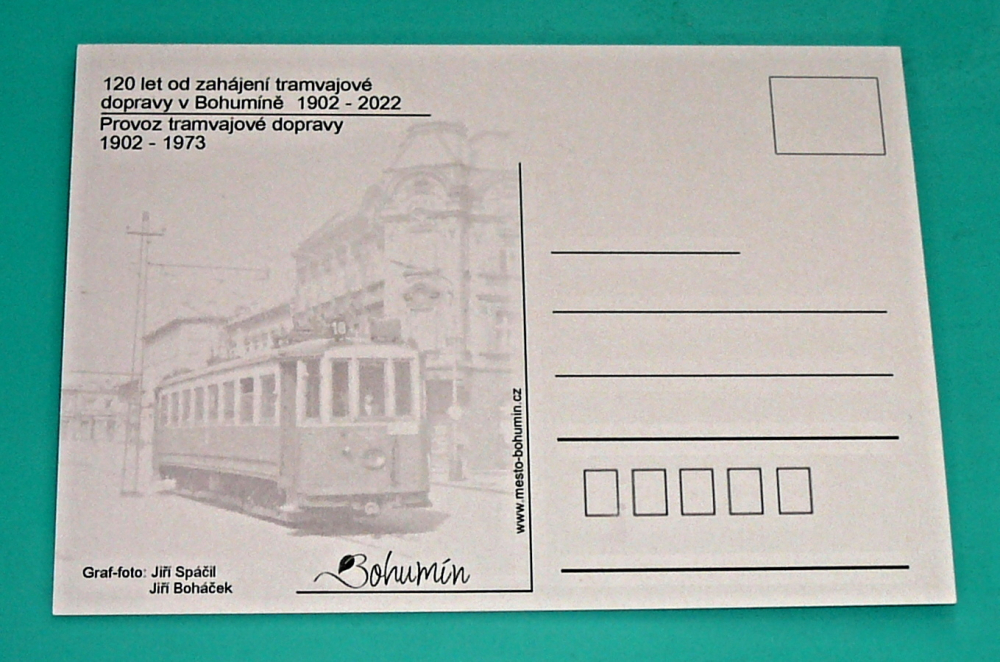 120 let od zahájení tramvajové
dopravy v Bohumíně 1902 - 2022
Provoz tramvajové dopravy
1902 - 1973
18
www.mesto-bohumin.cz
Graf-foto: Jiří Spáčil
Jiří Boháček
Bohumín